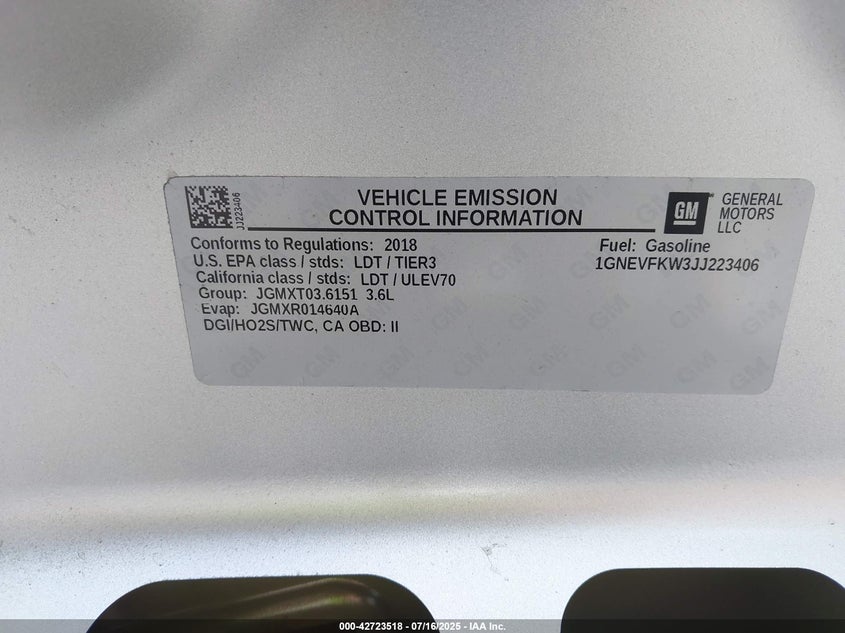 JJ223406
VEHICLE EMISSION
CONTROL INFORMATION
GM
GENERAL
MOTORS
LLC
Conforms to Regulations: 2018
U.S. EPA class / stds: LDT / TIER3
California class / stds: LDT / ULEV70
Group: JGMXT03.6151 3.6L
Evap: JGMXR014640A
DGI/HO2S/TWC, CA OBD: II
Fuel: Gasoline
1GNEVFKW3JJ223406
000-42723518 - 07/16/2025 - IAA Inc.